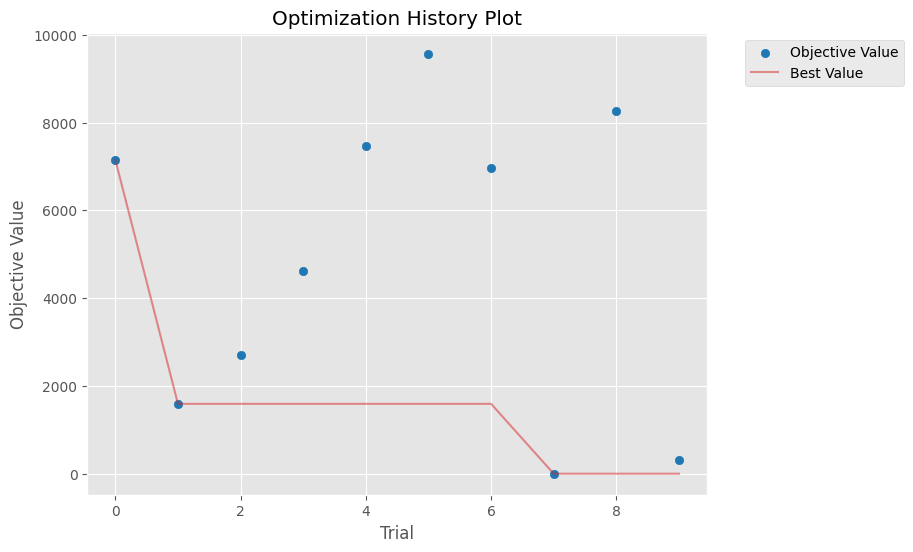 Optimization History Plot
Objective Value
Best Value
Objective Value
10000
8000
6000
4000
2000
0
0 2 4 6 8
Trial